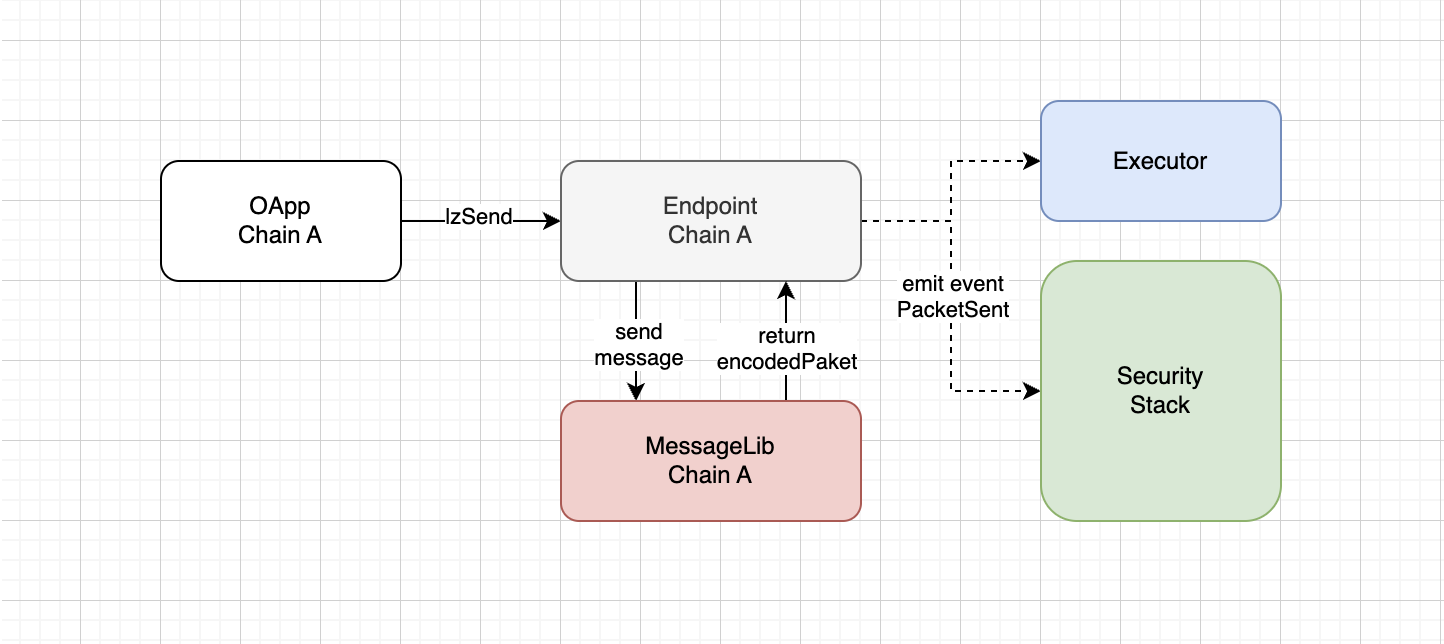 OApp
Chain A
lzSend
Endpoint
Chain A
Executor
emit event
PacketSent
send
message
return
encodedPaket
Security
Stack
MessageLib
Chain A